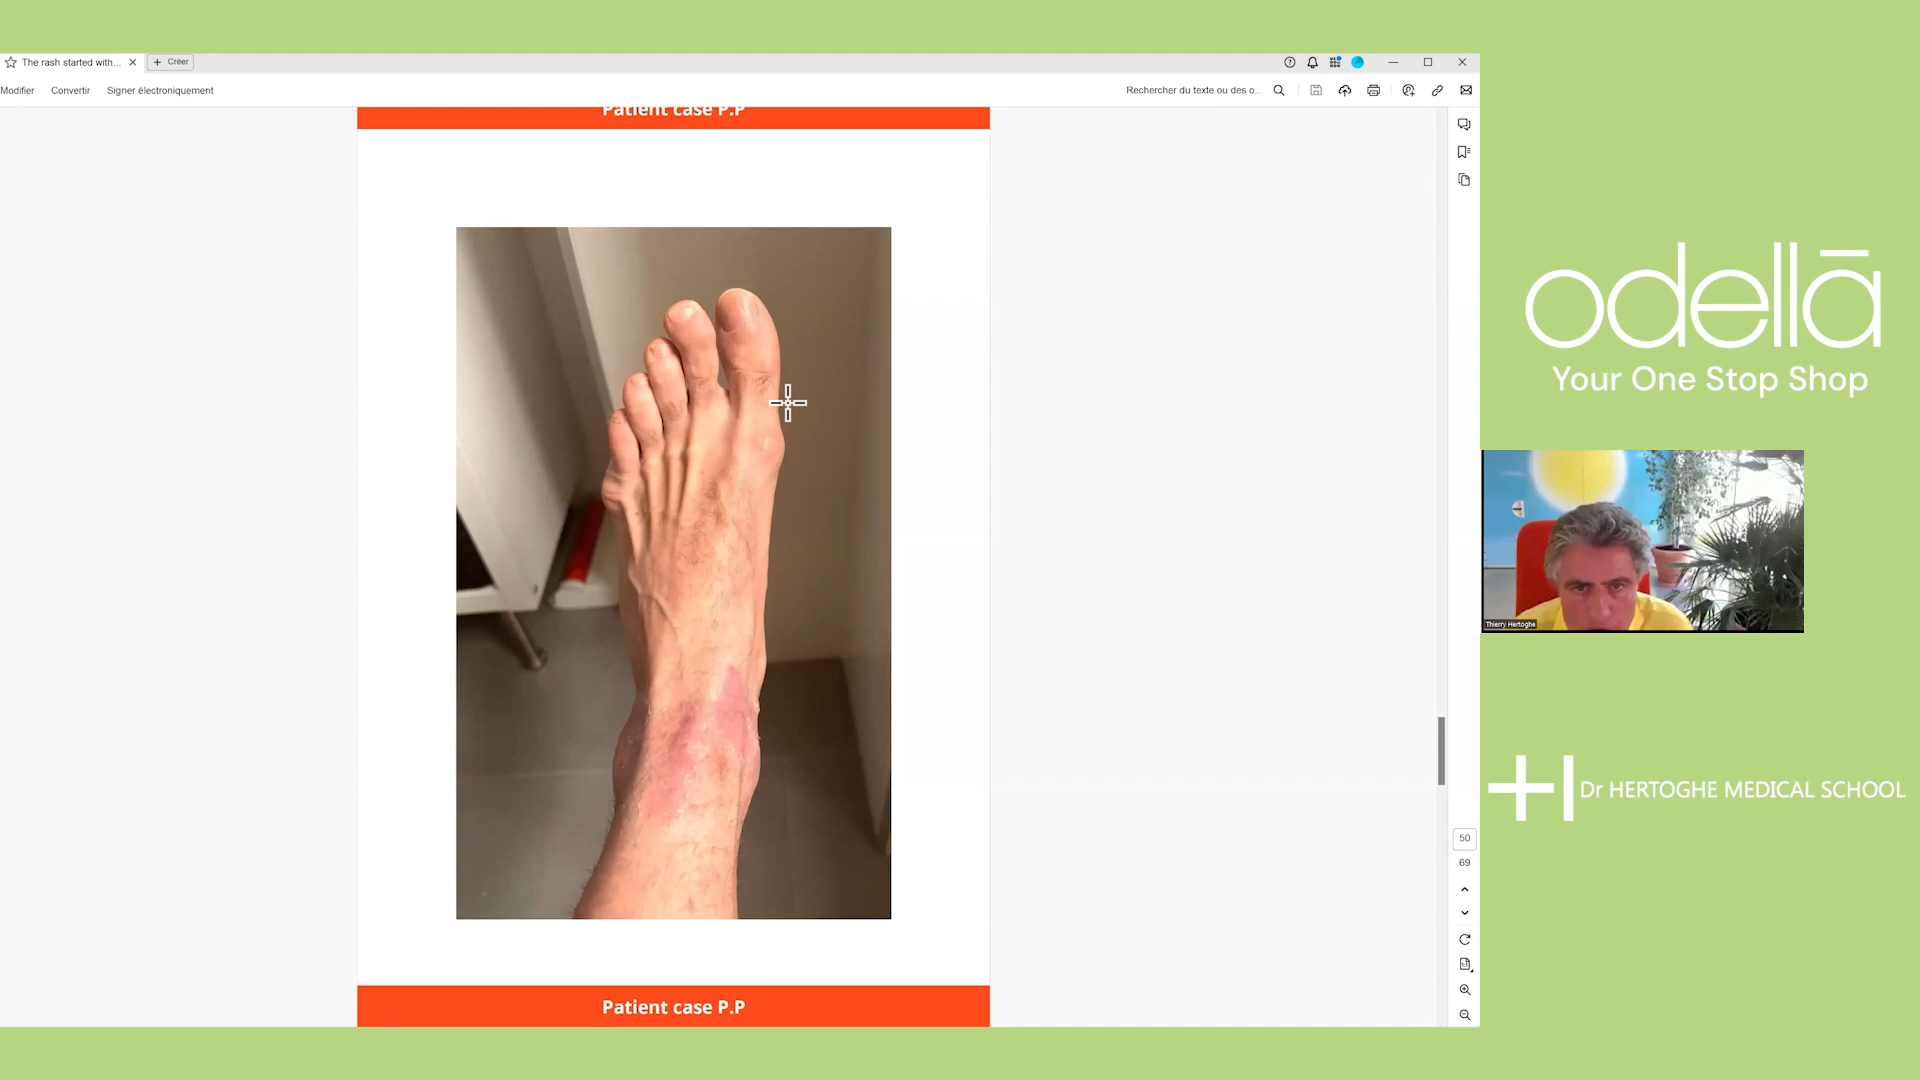 The rash started with...
Créer
Modifier
Convertir
Signer électroniquement
Rechercher du texte ou des o...
Patient case P.P
odellā
Your One Stop Shop
Thierry Hertoghe
Dr HERTOGHE MEDICAL SCHOOL
50
69
Patient case P.P